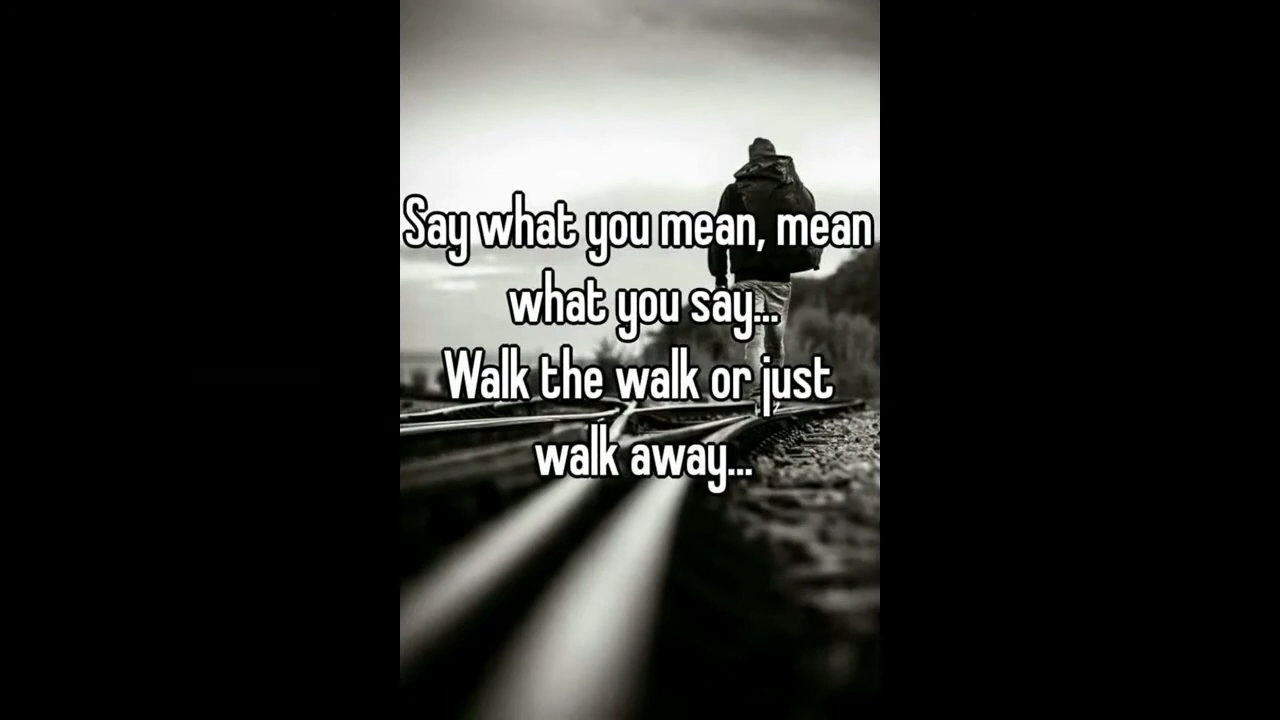 Say what you mean, mean
what you say...
Walk the walk or just
walk away...